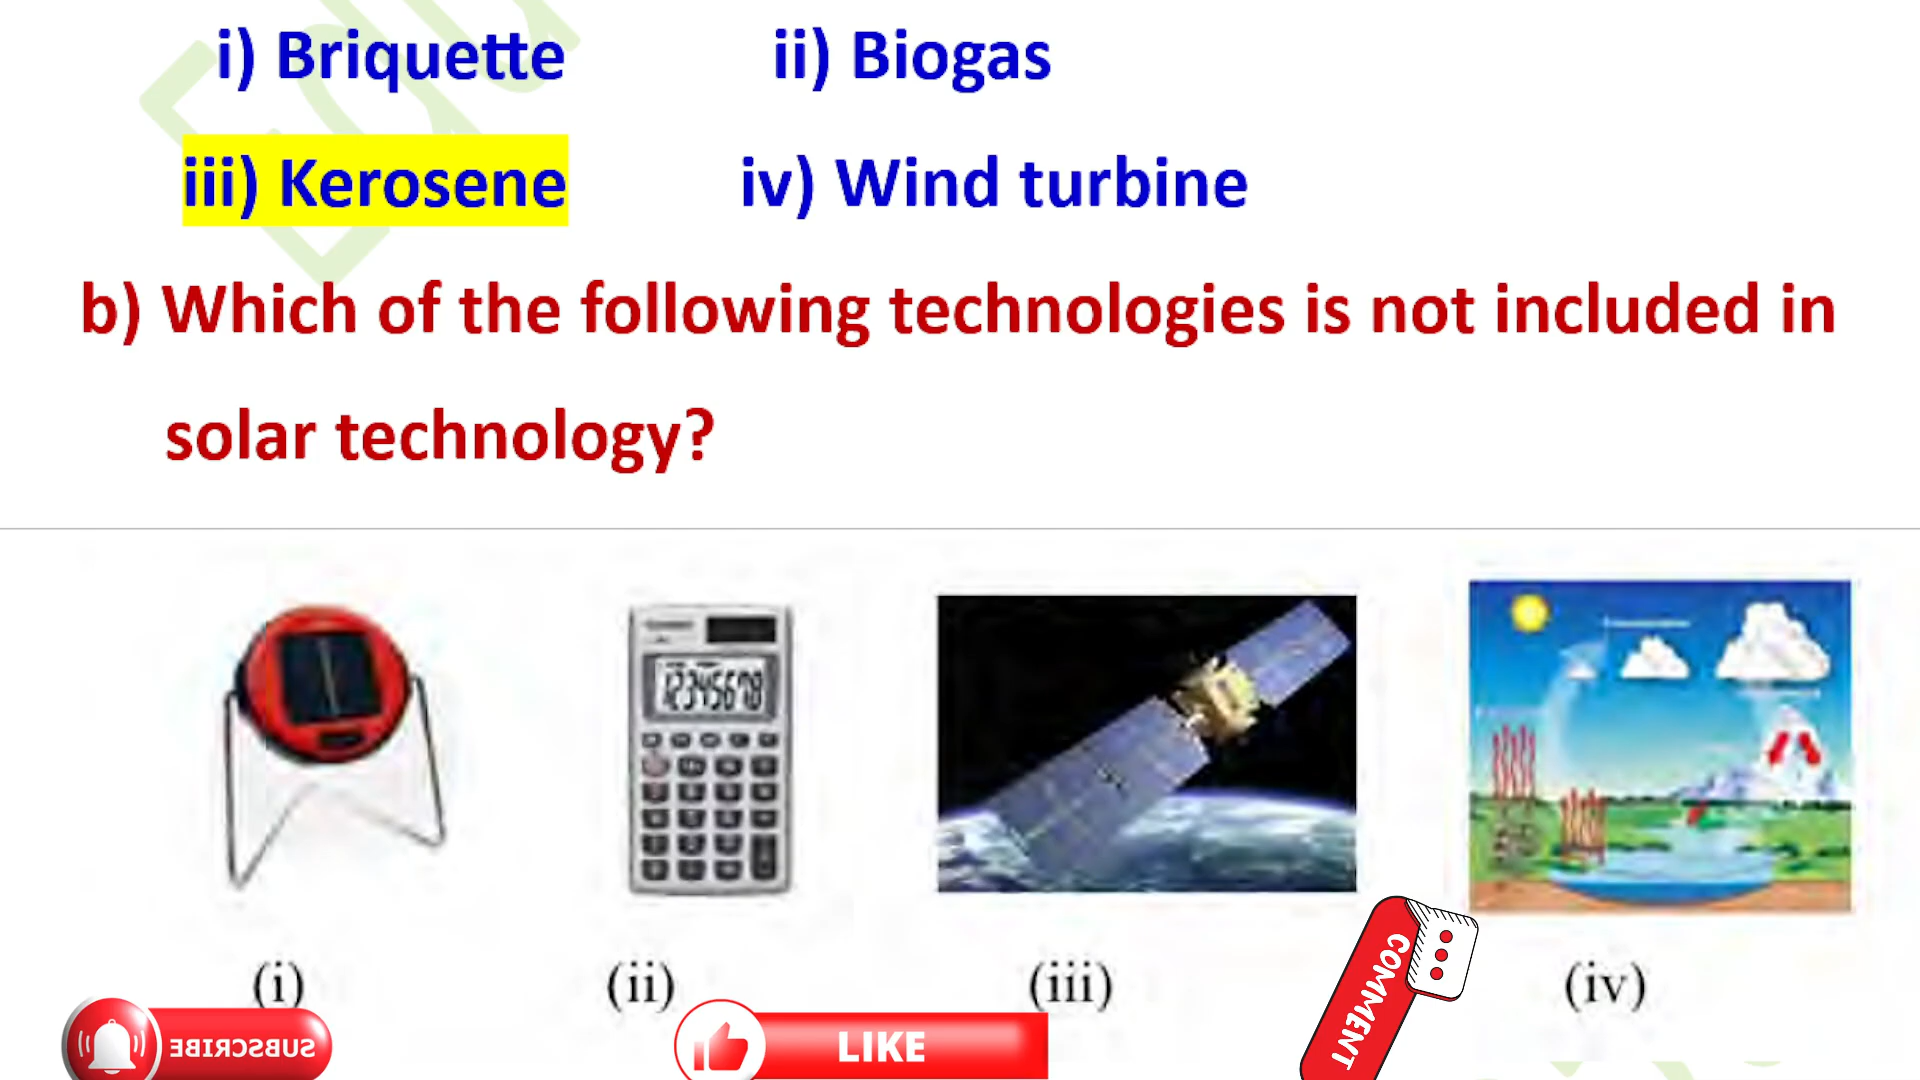 i) Briquette ii) Biogas
iii) Kerosene iv) Wind turbine
b) Which of the following technologies is not included in
solar technology?
12345678
(i) (ii) (iii) (iv)
SUBSCRIBE LIKE COMMENT